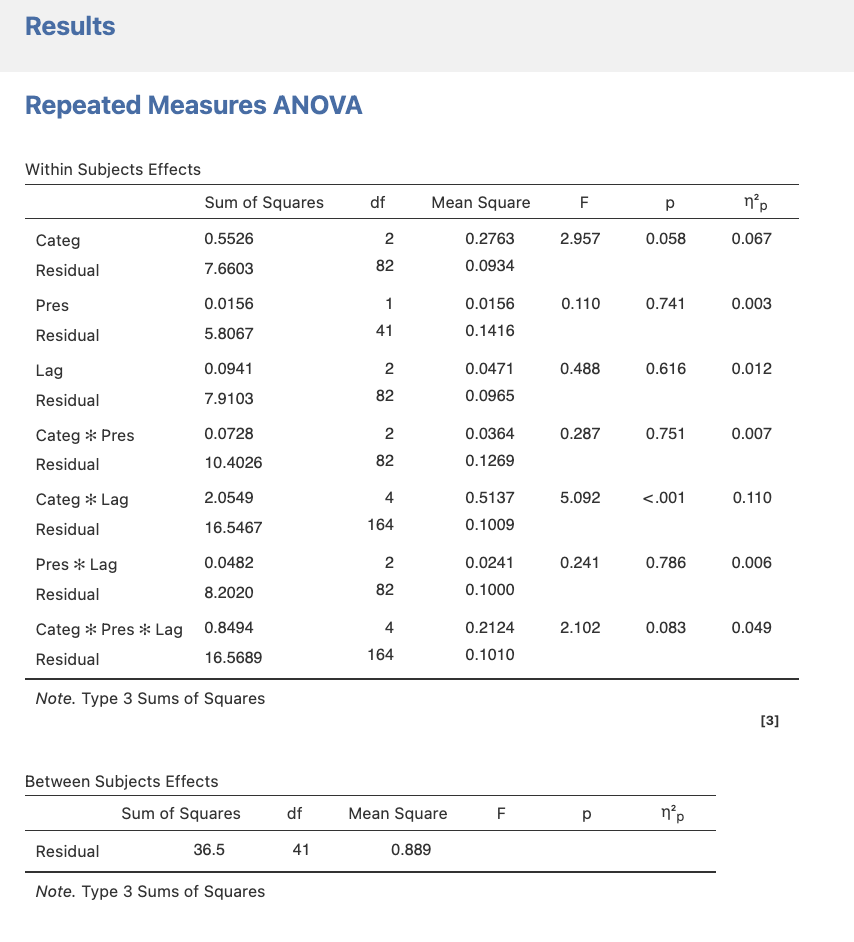 Results
Repeated Measures ANOVA
Within Subjects Effects
Sum of Squares df Mean Square F p η²p
Categ 0.5526 2 0.2763 2.957 0.058 0.067
Residual 7.6603 82 0.0934
Pres 0.0156 1 0.0156 0.110 0.741 0.003
Residual 5.8067 41 0.1416
Lag 0.0941 2 0.0471 0.488 0.616 0.012
Residual 7.9103 82 0.0965
Categ ✻ Pres 0.0728 2 0.0364 0.287 0.751 0.007
Residual 10.4026 82 0.1269
Categ ✻ Lag 2.0549 4 0.5137 5.092 <.001 0.110
Residual 16.5467 164 0.1009
Pres ✻ Lag 0.0482 2 0.0241 0.241 0.786 0.006
Residual 8.2020 82 0.1000
Categ ✻ Pres ✻ Lag 0.8494 4 0.2124 2.102 0.083 0.049
Residual 16.5689 164 0.1010
Note. Type 3 Sums of Squares
[3]
Between Subjects Effects
Sum of Squares df Mean Square F p η²p
Residual 36.5 41 0.889
Note. Type 3 Sums of Squares